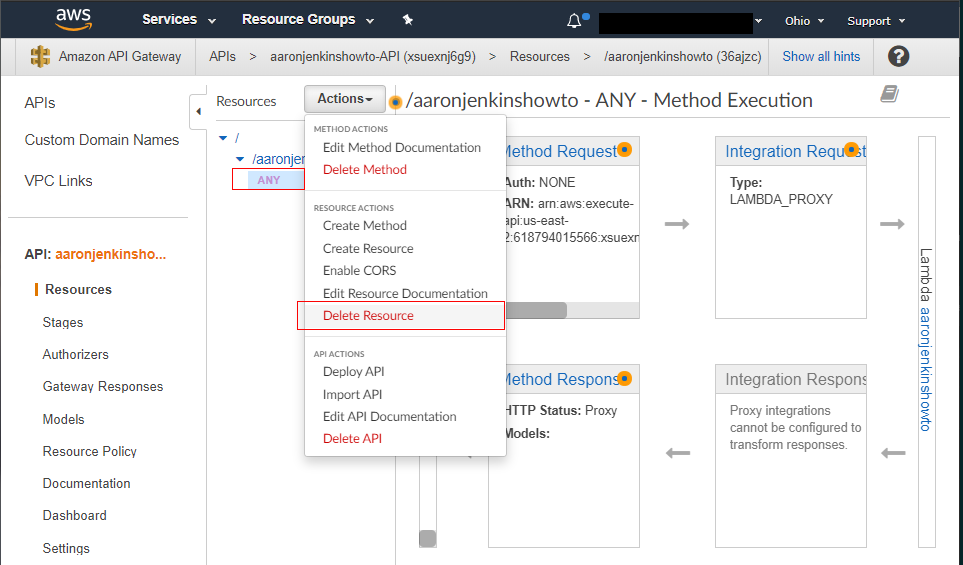 aws
Services
Resource Groups
Ohio
Support
Amazon API Gateway
APIs > aaronjenkinshowto-API (xsuexnj6g9) > Resources > /aaronjenkinshowto (36ajzc)
Show all hints
?
APIs
Custom Domain Names
VPC Links
API: aaronjenkinsho...
Resources
Stages
Authorizers
Gateway Responses
Models
Resource Policy
Documentation
Dashboard
Settings
Resources
Actions
/
/aaronjen
ANY
METHOD ACTIONS
Edit Method Documentation
Delete Method
RESOURCE ACTIONS
Create Method
Create Resource
Enable CORS
Edit Resource Documentation
Delete Resource
API ACTIONS
Deploy API
Import API
Edit API Documentation
Delete API
/aaronjenkinshowto - ANY - Method Execution
Method Request
Auth: NONE
ARN: arn:aws:execute-
api:us-east-
2:618794015566:xsuexn
Integration Request
Type:
LAMBDA_PROXY
Method Respons
HTTP Status: Proxy
Models:
Integration Respons
Proxy integrations
cannot be configured to
transform responses.
Lambda aaronjenkinshowto